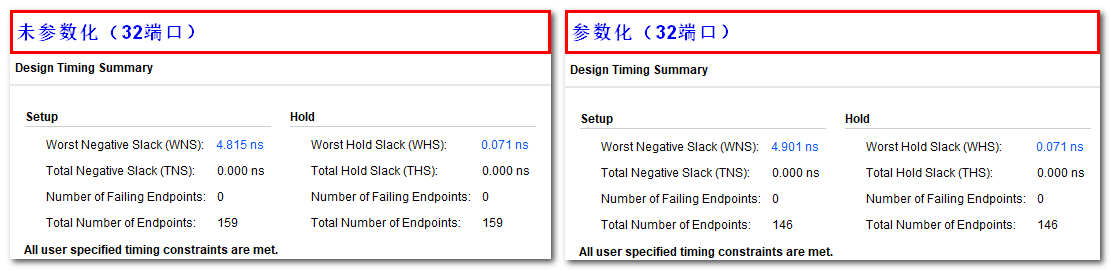 未参数化（32端口）
Design Timing Summary
Setup
Hold
Worst Negative Slack (WNS): 4.815 ns
Worst Hold Slack (WHS): 0.071 ns
Total Negative Slack (TNS): 0.000 ns
Total Hold Slack (THS): 0.000 ns
Number of Failing Endpoints: 0
Number of Failing Endpoints: 0
Total Number of Endpoints: 159
Total Number of Endpoints: 159
All user specified timing constraints are met.
参数化（32端口）
Design Timing Summary
Setup
Hold
Worst Negative Slack (WNS): 4.901 ns
Worst Hold Slack (WHS): 0.071 ns
Total Negative Slack (TNS): 0.000 ns
Total Hold Slack (THS): 0.000 ns
Number of Failing Endpoints: 0
Number of Failing Endpoints: 0
Total Number of Endpoints: 146
Total Number of Endpoints: 146
All user specified timing constraints are met.